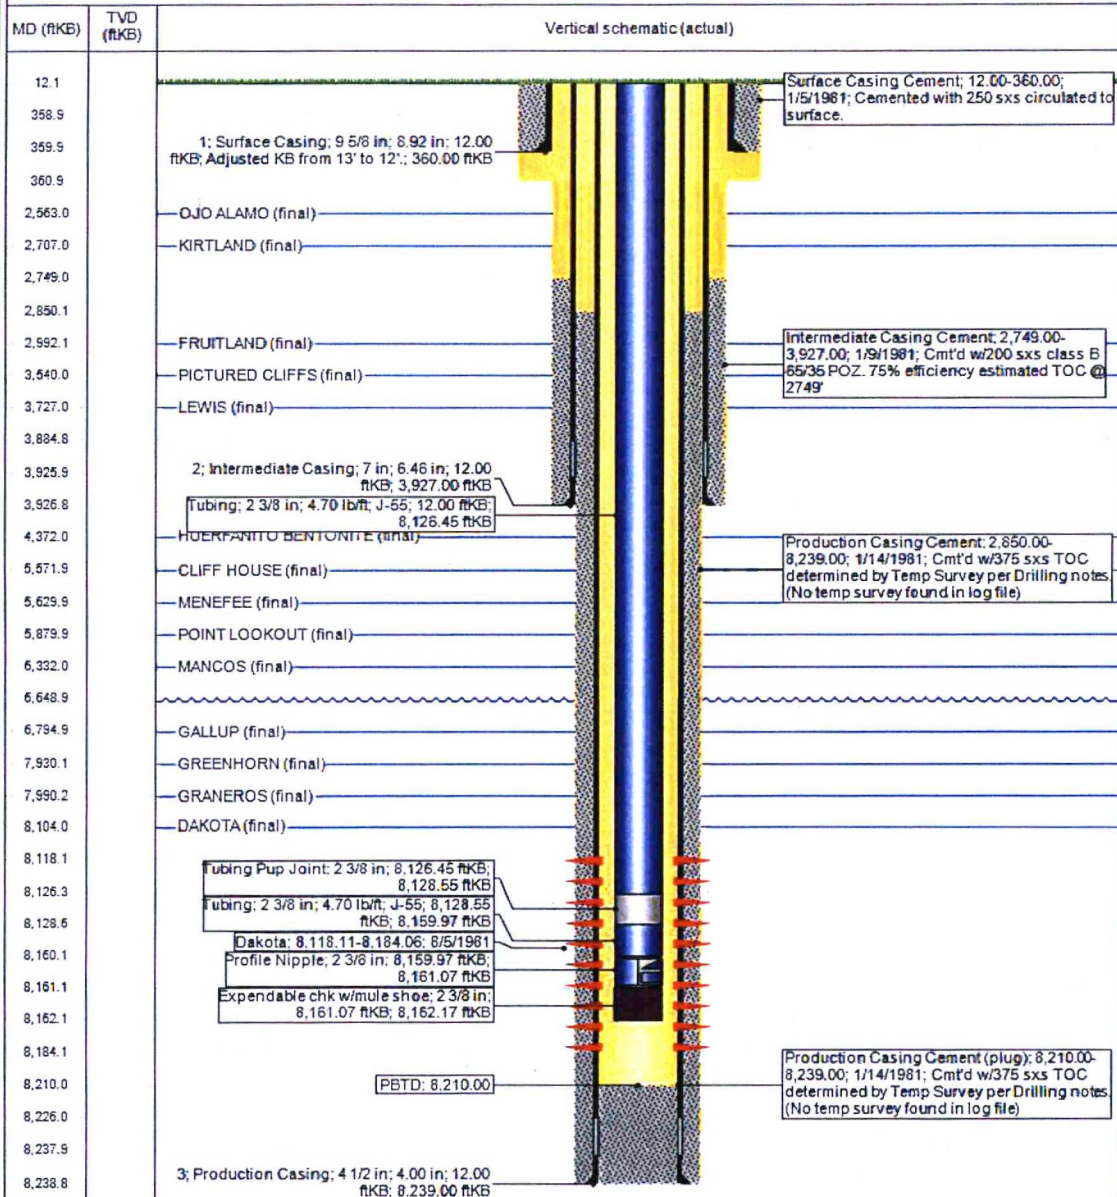 MD (ftKB)
TVD
(ftKB)
Vertical schematic (actual)
12.1
358.9
359.9
360.9
2,563.0
2,707.0
2,749.0
2,850.1
2,992.1
3,540.0
3,727.0
3,884.8
3,925.9
3,926.8
4,372.0
5,571.9
5,629.9
5,879.9
6,332.0
6,648.9
6,794.9
7,930.1
7,990.2
8,104.0
8,118.1
8,126.3
8,128.6
8,160.1
8,161.1
8,162.1
8,184.1
8,210.0
8,226.0
8,237.9
8,238.8
Surface Casing Cement; 12.00-360.00;
1/5/1981; Cemented with 250 sxs circulated to
surface.
1; Surface Casing; 9 5/8 in; 8.92 in; 12.00
ftKB; Adjusted KB from 13' to 12'.; 360.00 ftKB
OJO ALAMO (final)
KIRTLAND (final)
FRUITLAND (final)
PICTURED CLIFFS (final)
LEWIS (final)
Intermediate Casing Cement; 2,749.00-
3,927.00; 1/9/1981; Cmt'd w/200 sxs class B
65/35 POZ. 75% efficiency estimated TOC @
2749'
2; Intermediate Casing; 7 in; 6.46 in; 12.00
ftKB; 3,927.00 ftKB
Tubing; 2 3/8 in; 4.70 lb/ft; J-55; 12.00 ftKB;
8,126.45 ftKB
HUERFANITO BENTONITE (final)
CLIFF HOUSE (final)
MENEFEE (final)
POINT LOOKOUT (final)
MANCOS (final)
Production Casing Cement; 2,850.00-
8,239.00; 1/14/1981; Cmt'd w/375 sxs TOC
determined by Temp Survey per Drilling notes.
(No temp survey found in log file)
GALLUP (final)
GREENHORN (final)
GRANEROS (final)
DAKOTA (final)
Tubing Pup Joint; 2 3/8 in; 8,126.45 ftKB;
8,128.55 ftKB
Tubing; 2 3/8 in; 4.70 lb/ft; J-55; 8,128.55
ftKB; 8,159.97 ftKB
Dakota; 8,118.11-8,184.06; 8/5/1981
Profile Nipple; 2 3/8 in; 8,159.97 ftKB;
8,161.07 ftKB
Expendable chk w/mule shoe; 2 3/8 in;
8,161.07 ftKB; 8,162.17 ftKB
PBTD; 8,210.00
Production Casing Cement (plug); 8,210.00-
8,239.00; 1/14/1981; Cmt'd w/375 sxs TOC
determined by Temp Survey per Drilling notes.
(No temp survey found in log file)
3; Production Casing; 4 1/2 in; 4.00 in; 12.00
ftKB; 8,239.00 ftKB